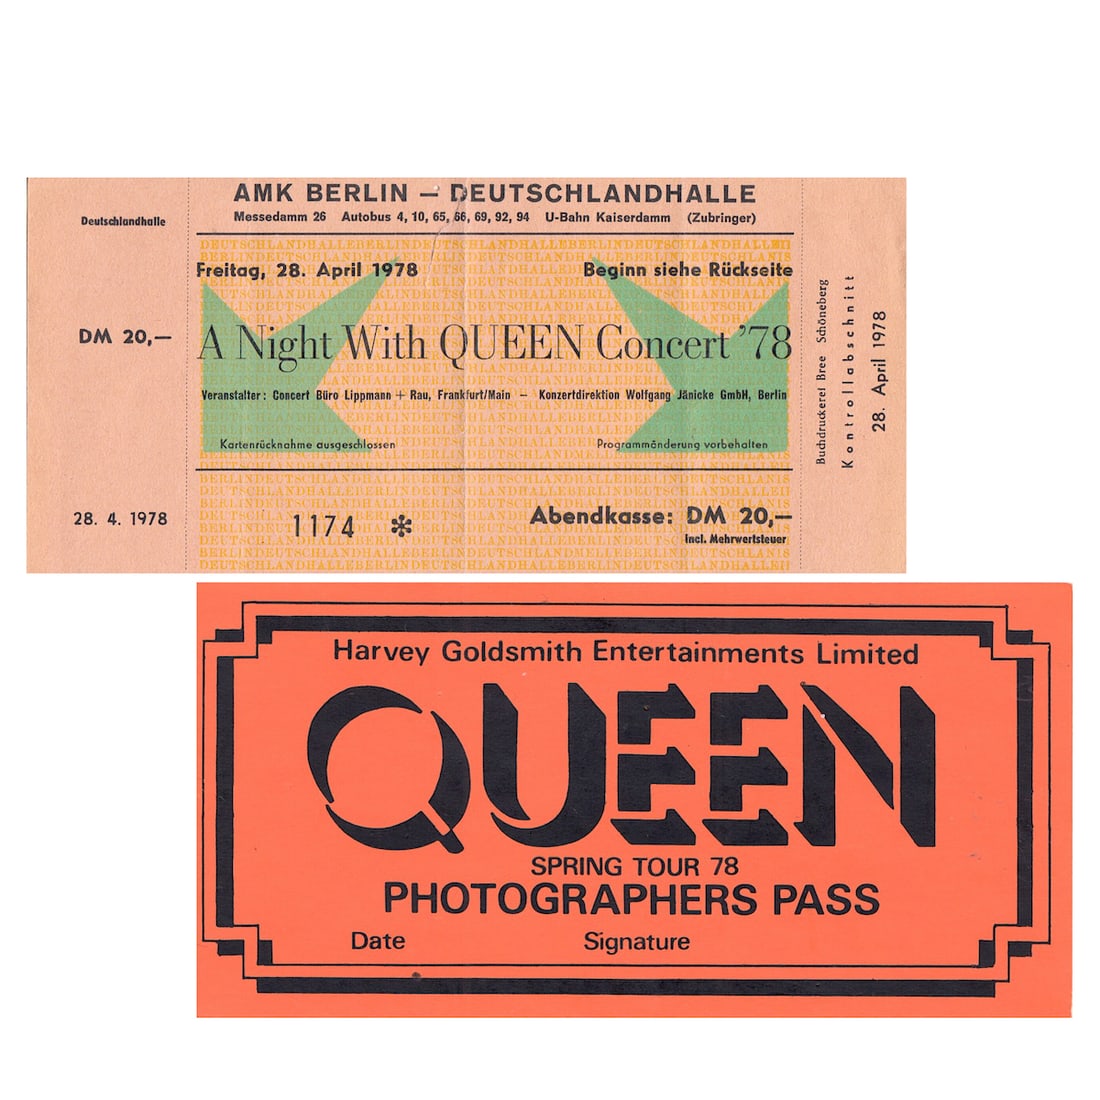 AMK BERLIN – DEUTSCHLANDHALLE
Messedamm 26 Autobus 4, 10, 65, 66, 69, 92, 94 U-Bahn Kaiserdamm (Zubringer)
Deutschlandhalle
DM 20,—
28. 4. 1978
Freitag, 28. April 1978 Beginn siehe Rückseite
A Night With QUEEN Concert '78
Veranstalter: Concert Büro Lippmann + Rau, Frankfurt/Main – Konzertdirektion Wolfgang Jänicke GmbH, Berlin
Kartenrücknahme ausgeschlossen Programmänderung vorbehalten
1174 ✻ Abendkasse: DM 20,—
Incl. Mehrwertsteuer
Buchdruckerei Bree Schöneberg
Kontrollabschnitt
28. April 1978
Harvey Goldsmith Entertainments Limited
QUEEN
SPRING TOUR 78
PHOTOGRAPHERS PASS
Date Signature